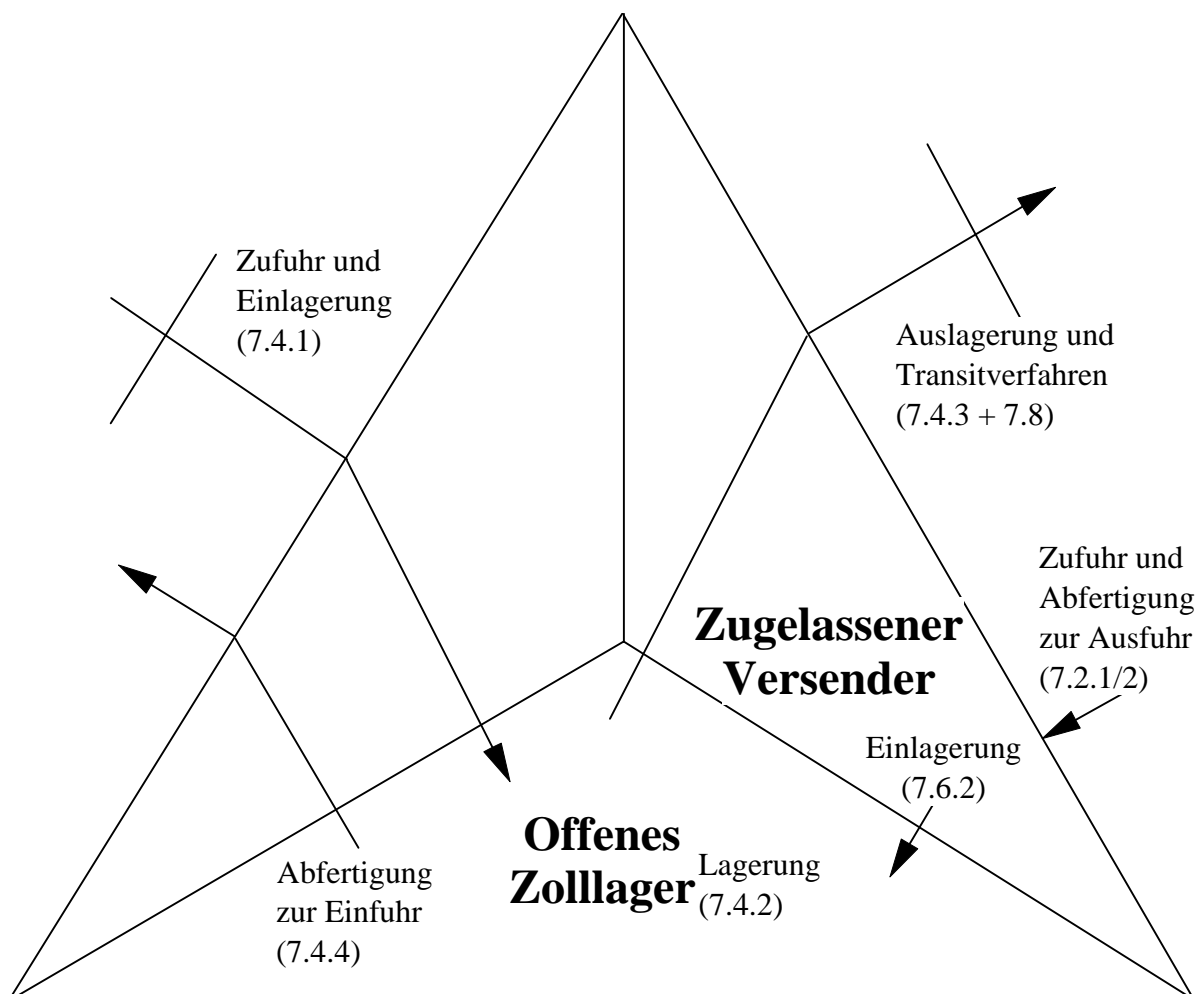 Zufuhr und
Einlagerung
(7.4.1)
Auslagerung und
Transitverfahren
(7.4.3 + 7.8)
Zufuhr und
Abfertigung
zur Ausfuhr
(7.2.1/2)
Zugelassener
Versender
Einlagerung
(7.6.2)
Offenes
Zolllager
Lagerung
(7.4.2)
Abfertigung
zur Einfuhr
(7.4.4)